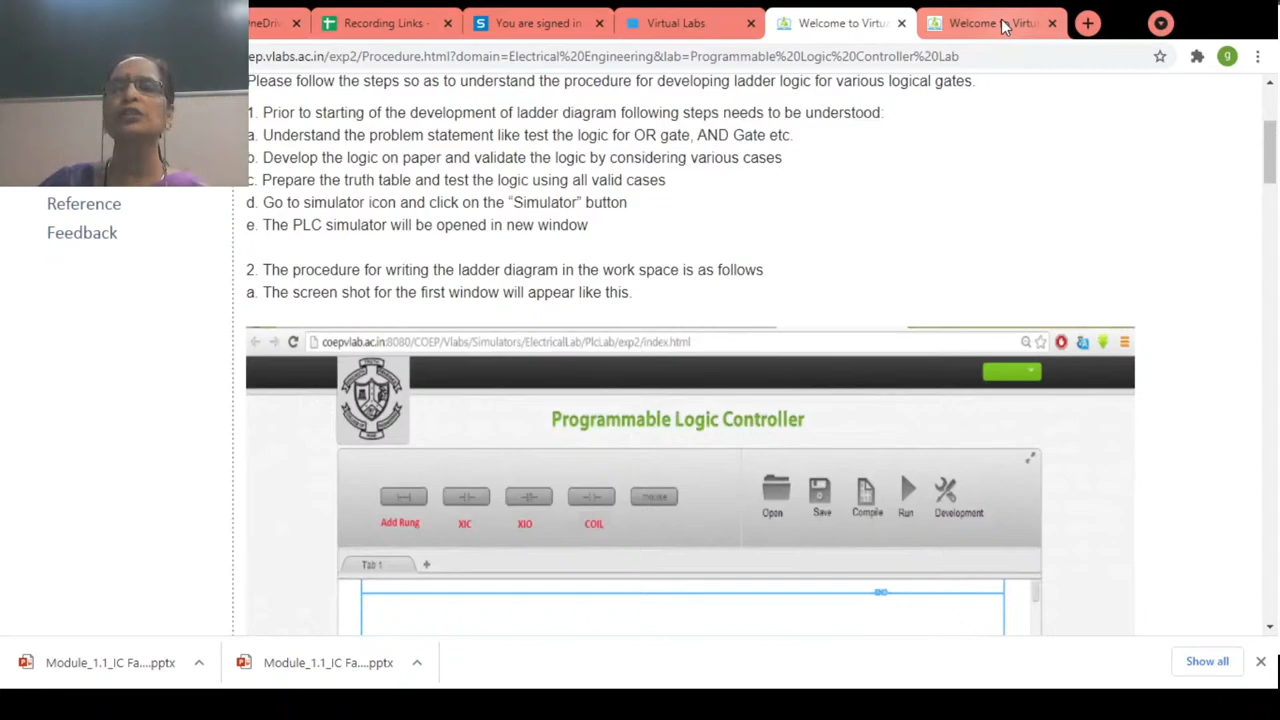 neDriv
Recording Links -
You are signed in
Virtual Labs
Welcome to Virtu
Welcome to Virtu
ep.vlabs.ac.in/exp2/Procedure.html?domain=Electrical%20Engineering&lab=Programmable%20Logic%20Controller%20Lab
g
Please follow the steps so as to understand the procedure for developing ladder logic for various logical gates.
1. Prior to starting of the development of ladder diagram following steps needs to be understood:
a. Understand the problem statement like test the logic for OR gate, AND Gate etc.
b. Develop the logic on paper and validate the logic by considering various cases
c. Prepare the truth table and test the logic using all valid cases
Reference
d. Go to simulator icon and click on the “Simulator” button
Feedback
e. The PLC simulator will be opened in new window
2. The procedure for writing the ladder diagram in the work space is as follows
a. The screen shot for the first window will appear like this.
coepvlab.ac.in:8080/COEP/Vlabs/Simulators/ElectricalLab/PlcLab/exp2/index.html
Programmable Logic Controller
mouse
Add Rung XIC XIO COIL
Open Save Compile Run Development
Tab 1 +
Module_1.1_IC Fa....pptx
Module_1.1_IC Fa....pptx
Show all